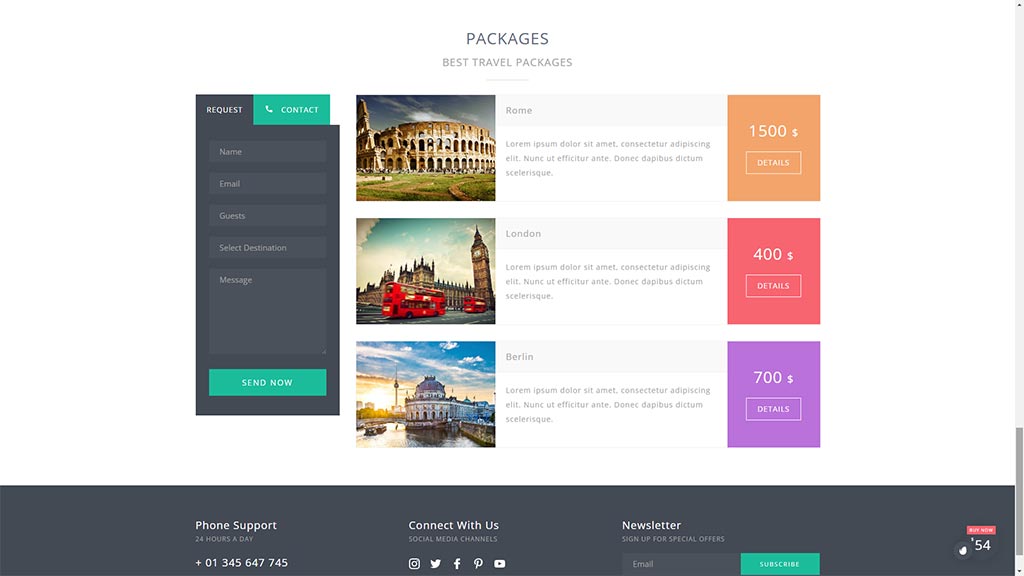 PACKAGES
BEST TRAVEL PACKAGES
REQUEST
CONTACT
Name
Email
Guests
Select Destination
Message
SEND NOW
Rome
Lorem ipsum dolor sit amet, consectetur adipiscing
elit. Nunc ut efficitur ante. Donec dapibus dictum
scelerisque.
1500 $
DETAILS
London
Lorem ipsum dolor sit amet, consectetur adipiscing
elit. Nunc ut efficitur ante. Donec dapibus dictum
scelerisque.
400 $
DETAILS
Berlin
Lorem ipsum dolor sit amet, consectetur adipiscing
elit. Nunc ut efficitur ante. Donec dapibus dictum
scelerisque.
700 $
DETAILS
Phone Support
24 HOURS A DAY
+ 01 345 647 745
Connect With Us
SOCIAL MEDIA CHANNELS
Newsletter
SIGN UP FOR SPECIAL OFFERS
Email
SUBSCRIBE
BUY NOW
$54